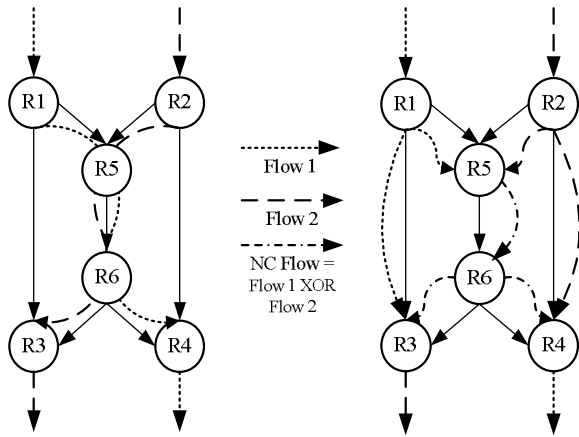 R1
R2
R5
R6
R3
R4
Flow 1
Flow 2
NC Flow =
Flow 1 XOR
Flow 2
R1
R2
R5
R6
R3
R4